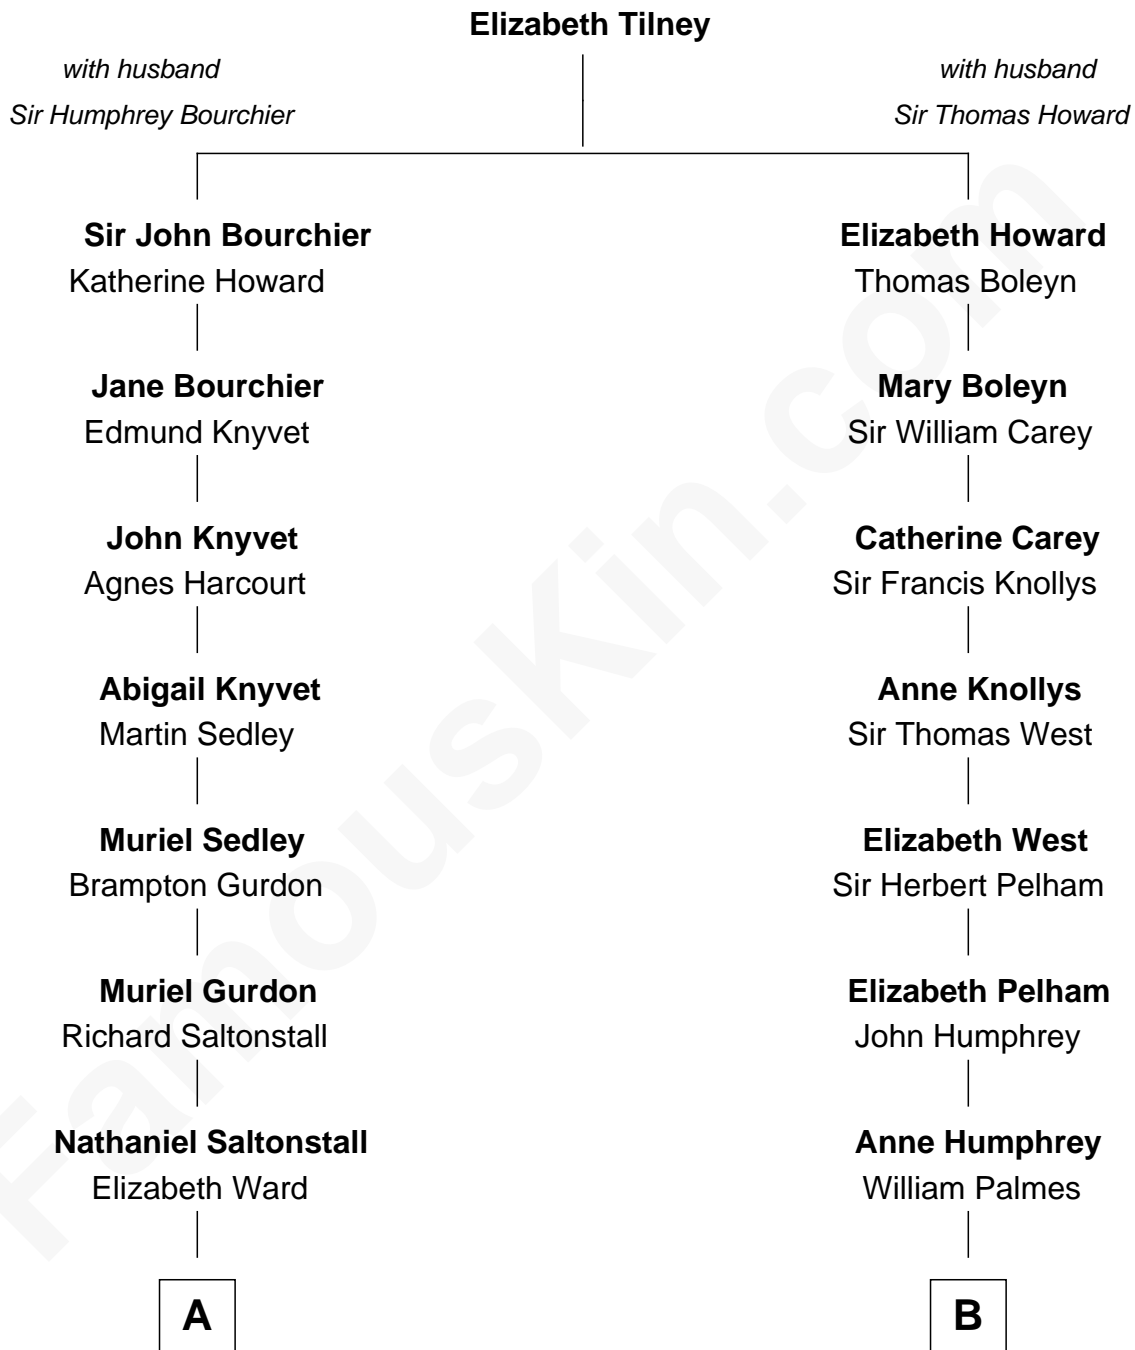 Elizabeth Tilney
with husband
Sir Humphrey Bourchier
with husband
Sir Thomas Howard
Sir John Bourchier
Katherine Howard
Elizabeth Howard
Thomas Boleyn
Jane Bourchier
Edmund Knyvet
Mary Boleyn
Sir William Carey
John Knyvet
Agnes Harcourt
Catherine Carey
Sir Francis Knollys
Abigail Knyvet
Martin Sedley
Anne Knollys
Sir Thomas West
Muriel Sedley
Brampton Gurdon
Elizabeth West
Sir Herbert Pelham
Muriel Gurdon
Richard Saltonstall
Elizabeth Pelham
John Humphrey
Nathaniel Saltonstall
Elizabeth Ward
Anne Humphrey
William Palmes
A
B
FamousKin.com